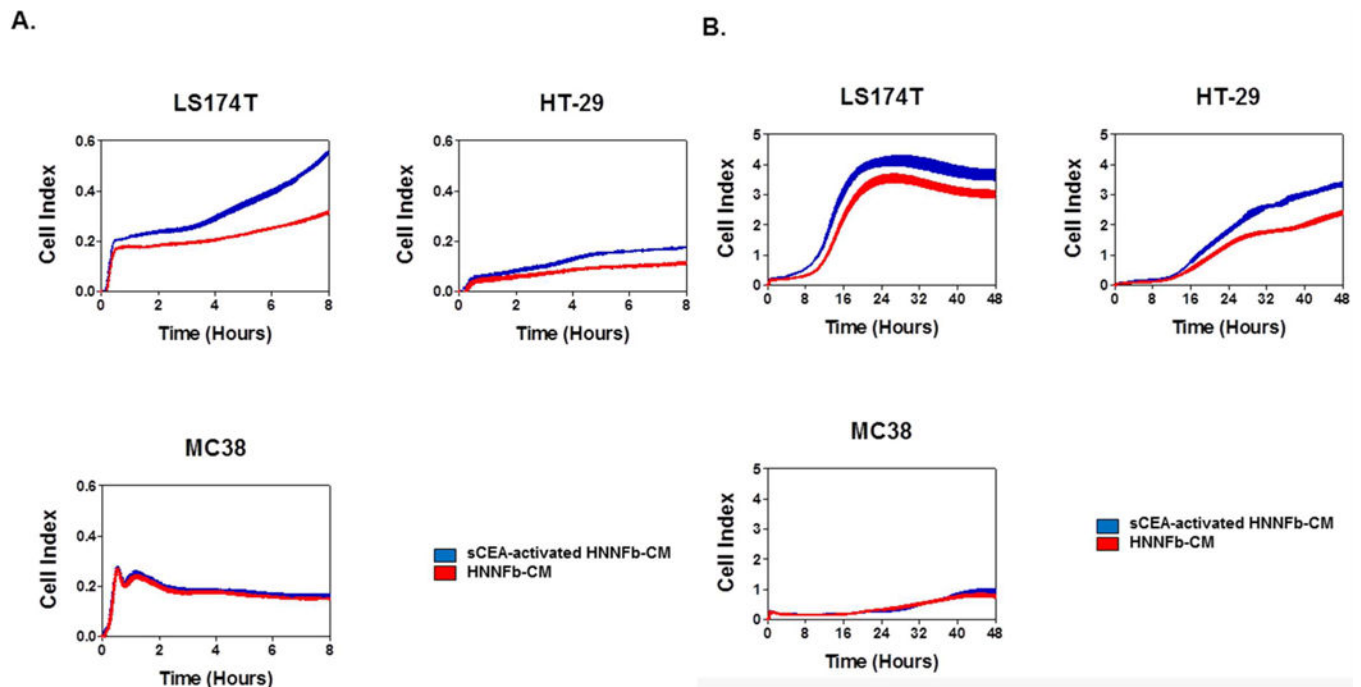 A.
LS174T
Cell Index
0.6
0.4
0.2
0.0
0
2
4
6
8
Time (Hours)
HT-29
Cell Index
0.6
0.4
0.2
0.0
0
2
4
6
8
Time (Hours)
MC38
Cell Index
0.6
0.4
0.2
0.0
0
2
4
6
8
Time (Hours)
sCEA-activated HNNFb-CM
HNNFb-CM
B.
LS174T
Cell Index
5
4
3
2
1
0
0
8
16
24
32
40
48
Time (Hours)
HT-29
Cell Index
5
4
3
2
1
0
0
8
16
24
32
40
48
Time (Hours)
MC38
Cell Index
5
4
3
2
1
0
0
8
16
24
32
40
48
Time (Hours)
sCEA-activated HNNFb-CM
HNNFb-CM